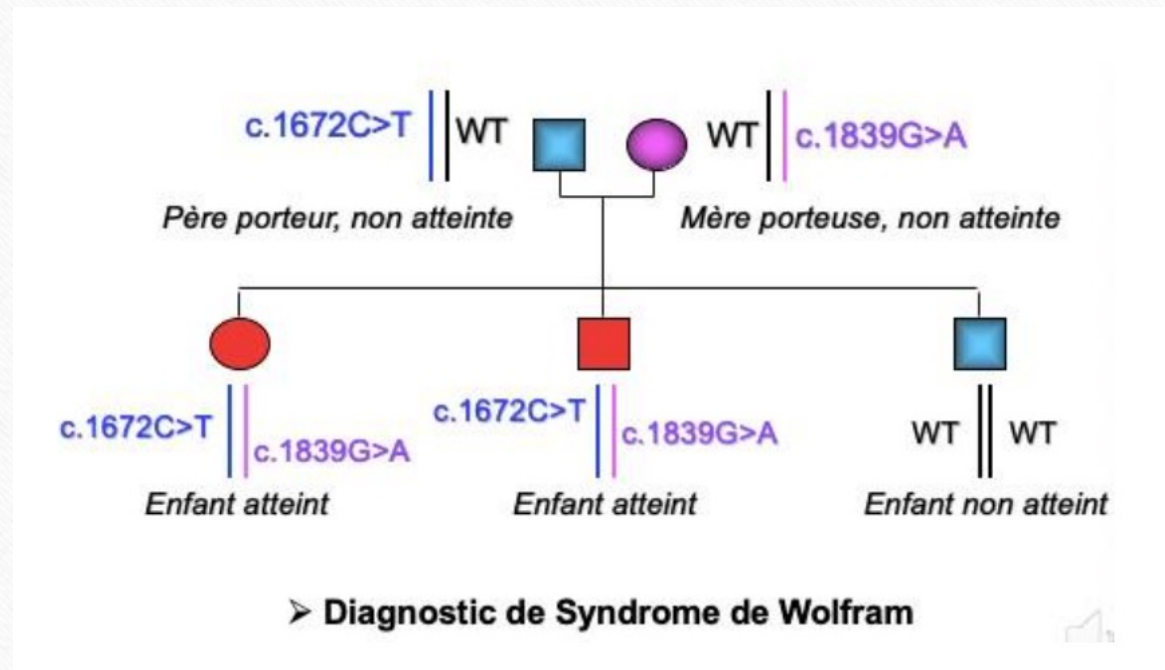 c.1672C>T WT WT c.1839G>A
Père porteur, non atteinte Mère porteuse, non atteinte
c.1672C>T c.1839G>A c.1672C>T c.1839G>A WT WT
Enfant atteint Enfant atteint Enfant non atteint
➢ Diagnostic de Syndrome de Wolfram